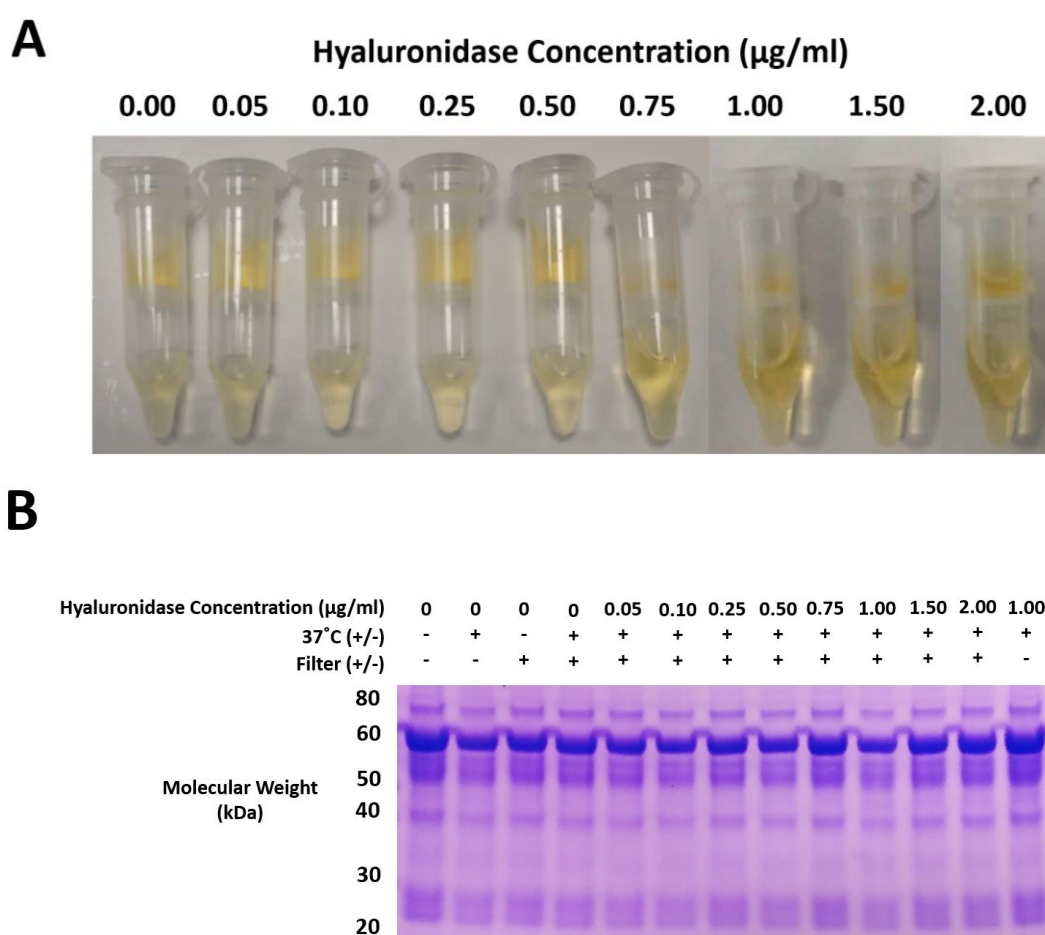 A
Hyaluronidase Concentration (µg/ml)
0.00 0.05 0.10 0.25 0.50 0.75 1.00 1.50 2.00
B
Hyaluronidase Concentration (µg/ml) 0 0 0 0 0.05 0.10 0.25 0.50 0.75 1.00 1.50 2.00 1.00
37˚C (+/-) - + - + + + + + + + + + +
Filter (+/-) - - + + + + + + + + + + -
80
60
50
Molecular Weight
(kDa)
40
30
20